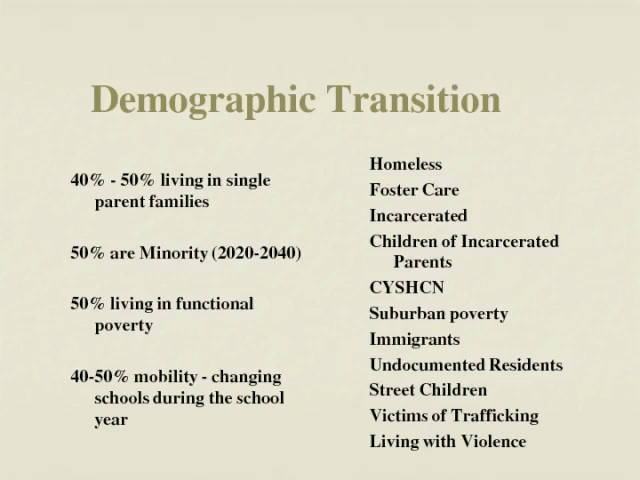 Demographic Transition
40% - 50% living in single
parent families
50% are Minority (2020-2040)
50% living in functional
poverty
40-50% mobility - changing
schools during the school
year
Homeless
Foster Care
Incarcerated
Children of Incarcerated
Parents
CYSHCN
Suburban poverty
Immigrants
Undocumented Residents
Street Children
Victims of Trafficking
Living with Violence